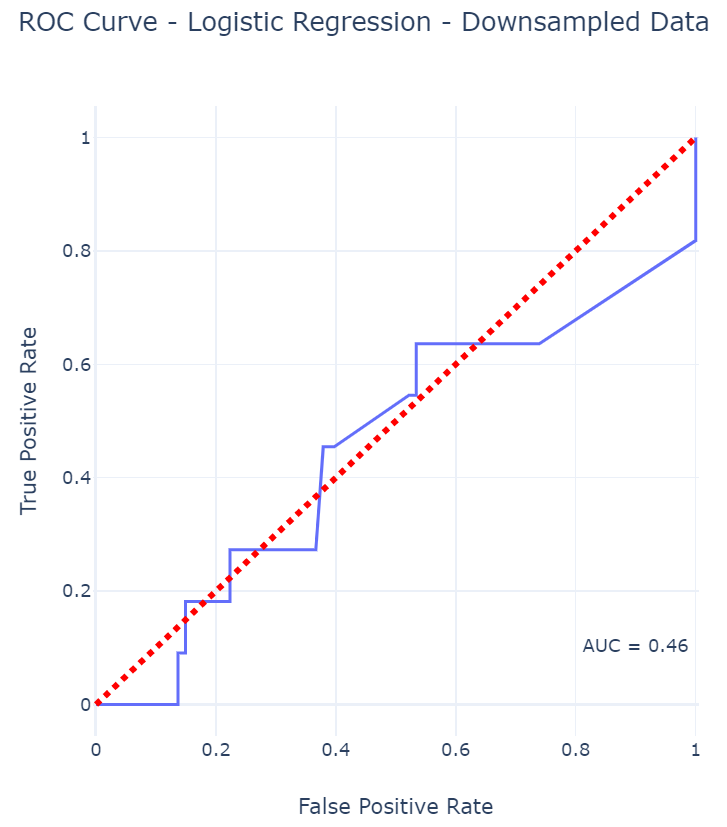 ROC Curve - Logistic Regression - Downsampled Data
True Positive Rate
1
0.8
0.6
0.4
0.2
0
AUC = 0.46
0 0.2 0.4 0.6 0.8 1
False Positive Rate